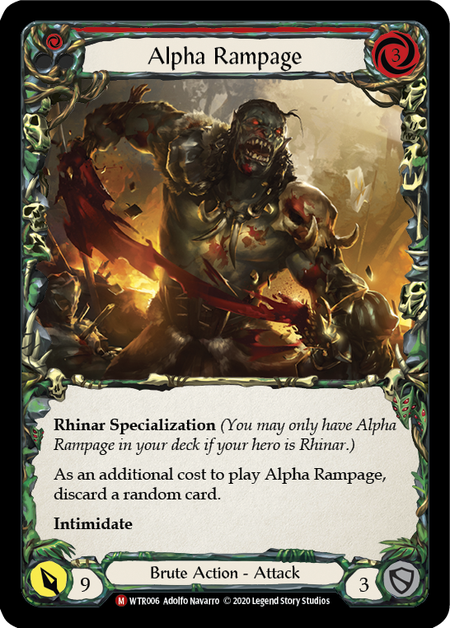 Alpha Rampage
3
Rhinar Specialization (You may only have Alpha
Rampage in your deck if your hero is Rhinar.)
As an additional cost to play Alpha Rampage,
discard a random card.
Intimidate
9
Brute Action - Attack
3
M WTR006 Adolfo Navarro © 2020 Legend Story Studios